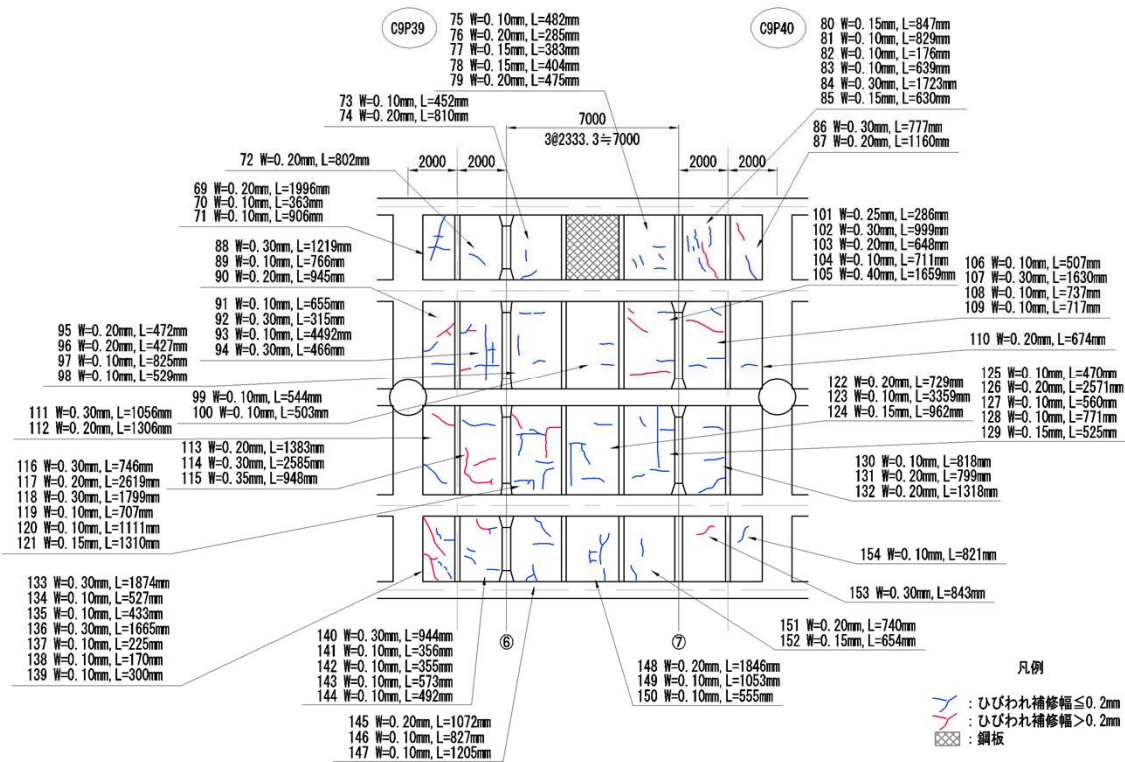 C9P39
75 W=0.10mm, L=482mm
76 W=0.20mm, L=285mm
77 W=0.15mm, L=383mm
78 W=0.15mm, L=404mm
79 W=0.20mm, L=475mm
C9P40
80 W=0.15mm, L=847mm
81 W=0.10mm, L=829mm
82 W=0.10mm, L=176mm
83 W=0.10mm, L=639mm
84 W=0.30mm, L=1723mm
85 W=0.15mm, L=630mm
73 W=0.10mm, L=452mm
74 W=0.20mm, L=810mm
7000
3@2333.3≒7000
86 W=0.30mm, L=777mm
87 W=0.20mm, L=1160mm
72 W=0.20mm, L=802mm
2000
2000
2000
2000
69 W=0.20mm, L=1996mm
70 W=0.10mm, L=363mm
71 W=0.10mm, L=906mm
101 W=0.25mm, L=286mm
102 W=0.30mm, L=999mm
103 W=0.20mm, L=648mm
104 W=0.10mm, L=711mm
105 W=0.40mm, L=1659mm
88 W=0.30mm, L=1219mm
89 W=0.10mm, L=766mm
90 W=0.20mm, L=945mm
106 W=0.10mm, L=507mm
107 W=0.30mm, L=1630mm
108 W=0.10mm, L=737mm
109 W=0.10mm, L=717mm
91 W=0.10mm, L=655mm
92 W=0.30mm, L=315mm
93 W=0.10mm, L=4492mm
94 W=0.30mm, L=466mm
95 W=0.20mm, L=472mm
96 W=0.20mm, L=427mm
97 W=0.10mm, L=825mm
98 W=0.10mm, L=529mm
110 W=0.20mm, L=674mm
99 W=0.10mm, L=544mm
100 W=0.10mm, L=503mm
122 W=0.20mm, L=729mm
123 W=0.10mm, L=3359mm
124 W=0.15mm, L=962mm
125 W=0.10mm, L=470mm
126 W=0.20mm, L=2571mm
127 W=0.10mm, L=560mm
128 W=0.10mm, L=771mm
129 W=0.15mm, L=525mm
111 W=0.30mm, L=1056mm
112 W=0.20mm, L=1306mm
113 W=0.20mm, L=1383mm
114 W=0.30mm, L=2585mm
115 W=0.35mm, L=948mm
116 W=0.30mm, L=746mm
117 W=0.20mm, L=2619mm
118 W=0.30mm, L=1799mm
119 W=0.10mm, L=707mm
120 W=0.10mm, L=1111mm
121 W=0.15mm, L=1310mm
130 W=0.10mm, L=818mm
131 W=0.20mm, L=799mm
132 W=0.20mm, L=1318mm
154 W=0.10mm, L=821mm
153 W=0.30mm, L=843mm
133 W=0.30mm, L=1874mm
134 W=0.10mm, L=527mm
135 W=0.10mm, L=433mm
136 W=0.30mm, L=1665mm
137 W=0.10mm, L=225mm
138 W=0.10mm, L=170mm
139 W=0.10mm, L=300mm
151 W=0.20mm, L=740mm
152 W=0.15mm, L=654mm
140 W=0.30mm, L=944mm
141 W=0.10mm, L=356mm
142 W=0.10mm, L=355mm
143 W=0.10mm, L=573mm
144 W=0.10mm, L=492mm
⑥
⑦
148 W=0.20mm, L=1846mm
149 W=0.10mm, L=1053mm
150 W=0.10mm, L=555mm
145 W=0.20mm, L=1072mm
146 W=0.10mm, L=827mm
147 W=0.10mm, L=1205mm
凡例
：ひびわれ補修幅≦0.2mm
：ひびわれ補修幅＞0.2mm
：鋼板